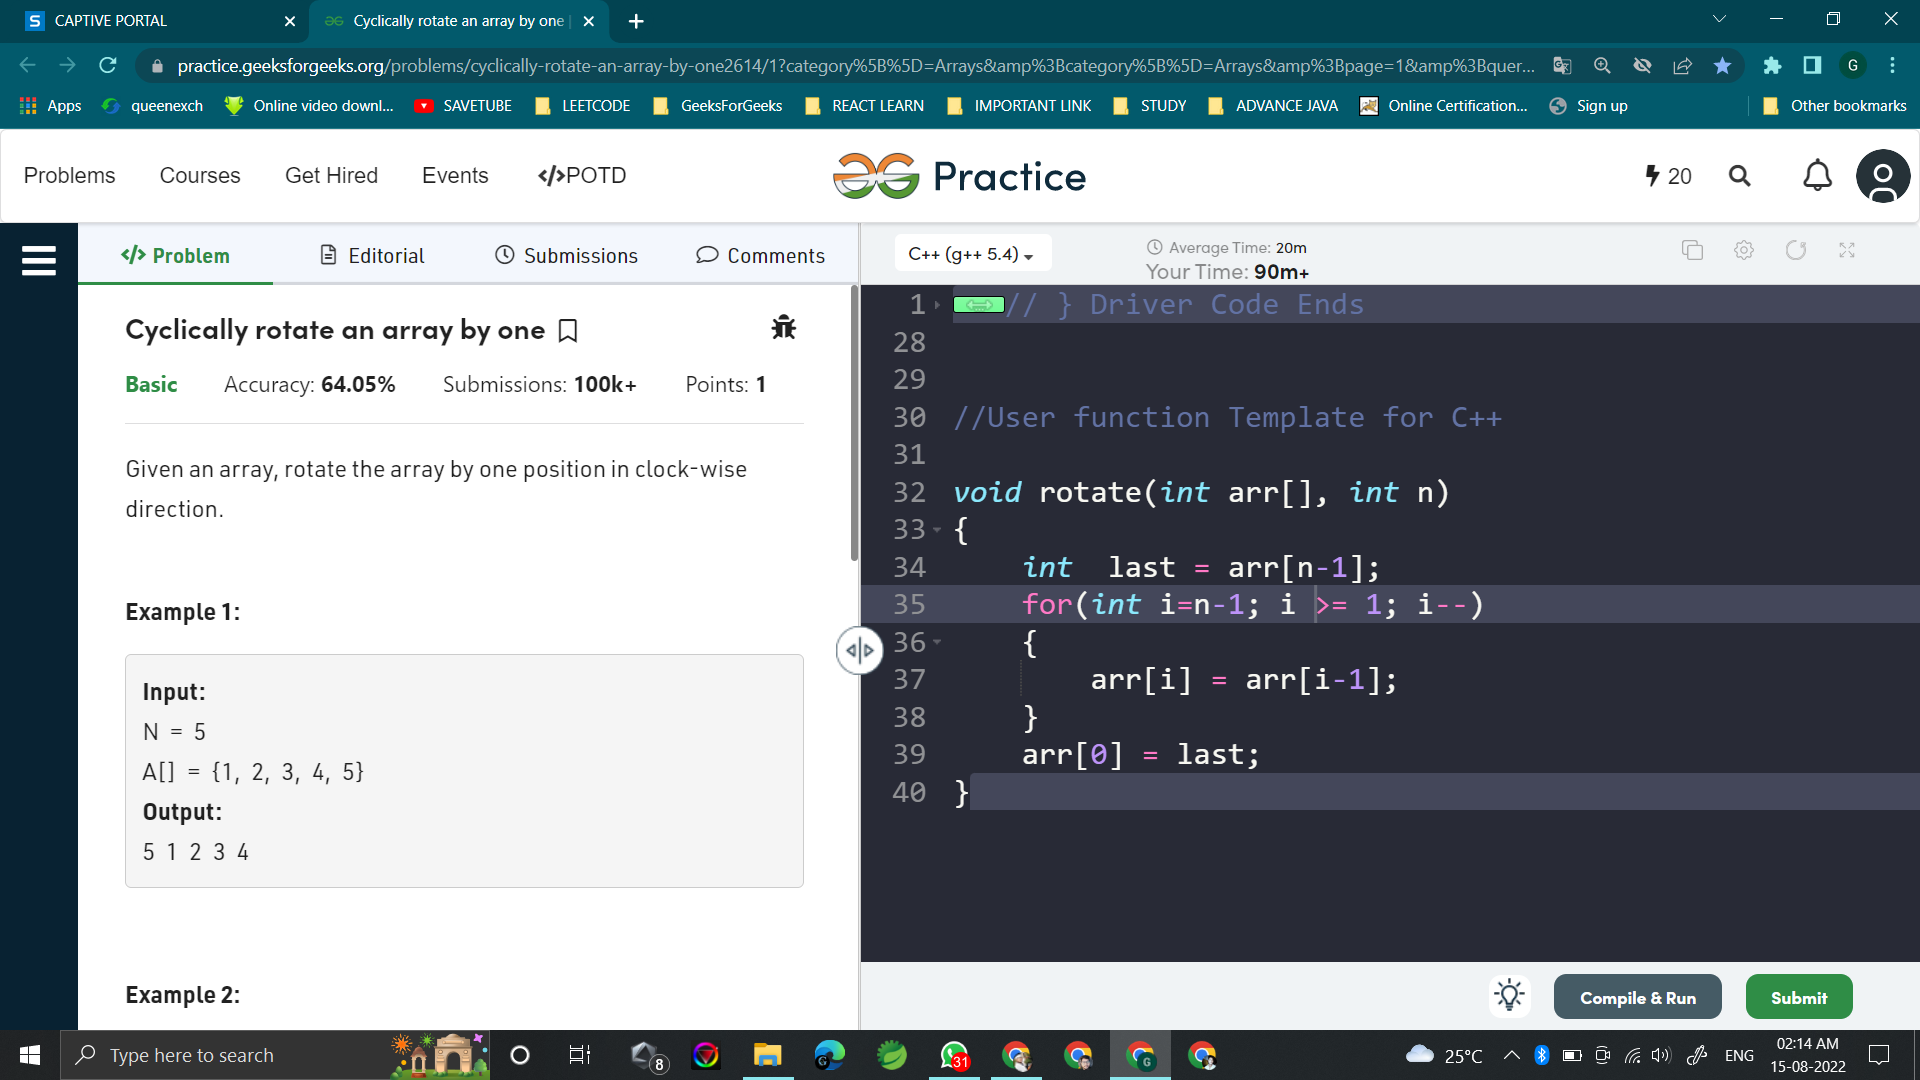 CAPTIVE PORTAL
Cyclically rotate an array by one
practice.geeksforgeeks.org/problems/cyclically-rotate-an-array-by-one2614/1?category%5B%5D=Arrays&amp%3Bcategory%5B%5D=Arrays&amp%3Bpage=1&amp%3Bquer...
G
Apps queenexch Online video downl... SAVETUBE LEETCODE GeeksForGeeks REACT LEARN IMPORTANT LINK STUDY ADVANCE JAVA Online Certification... Sign up Other bookmarks
Problems Courses Get Hired Events </>POTD Practice 20
</> Problem Editorial Submissions Comments
Cyclically rotate an array by one
Basic Accuracy: 64.05% Submissions: 100k+ Points: 1
Given an array, rotate the array by one position in clock-wise
direction.
Example 1:
Input:
N = 5
A[] = {1, 2, 3, 4, 5}
Output:
5 1 2 3 4
Example 2:
C++ (g++ 5.4)
Average Time: 20m
Your Time: 90m+
1 // } Driver Code Ends
28
29
30 //User function Template for C++
31
32 void rotate(int arr[], int n)
33 {
34 int last = arr[n-1];
35 for(int i=n-1; i >= 1; i--)
36 {
37 arr[i] = arr[i-1];
38 }
39 arr[0] = last;
40 }
Compile & Run Submit
Type here to search
8
31
25°C ENG
02:14 AM
15-08-2022